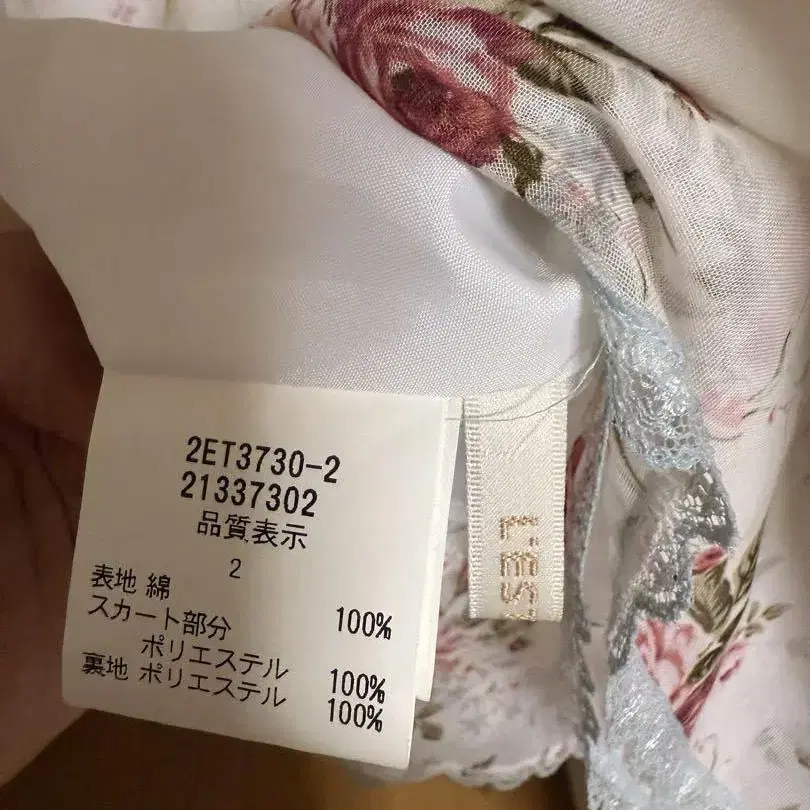 2ET3730-2
21337302
品質表示
2
表地 綿 100%
スカート部分
ポリエステル 100%
裏地 ポリエステル 100%
L'ES